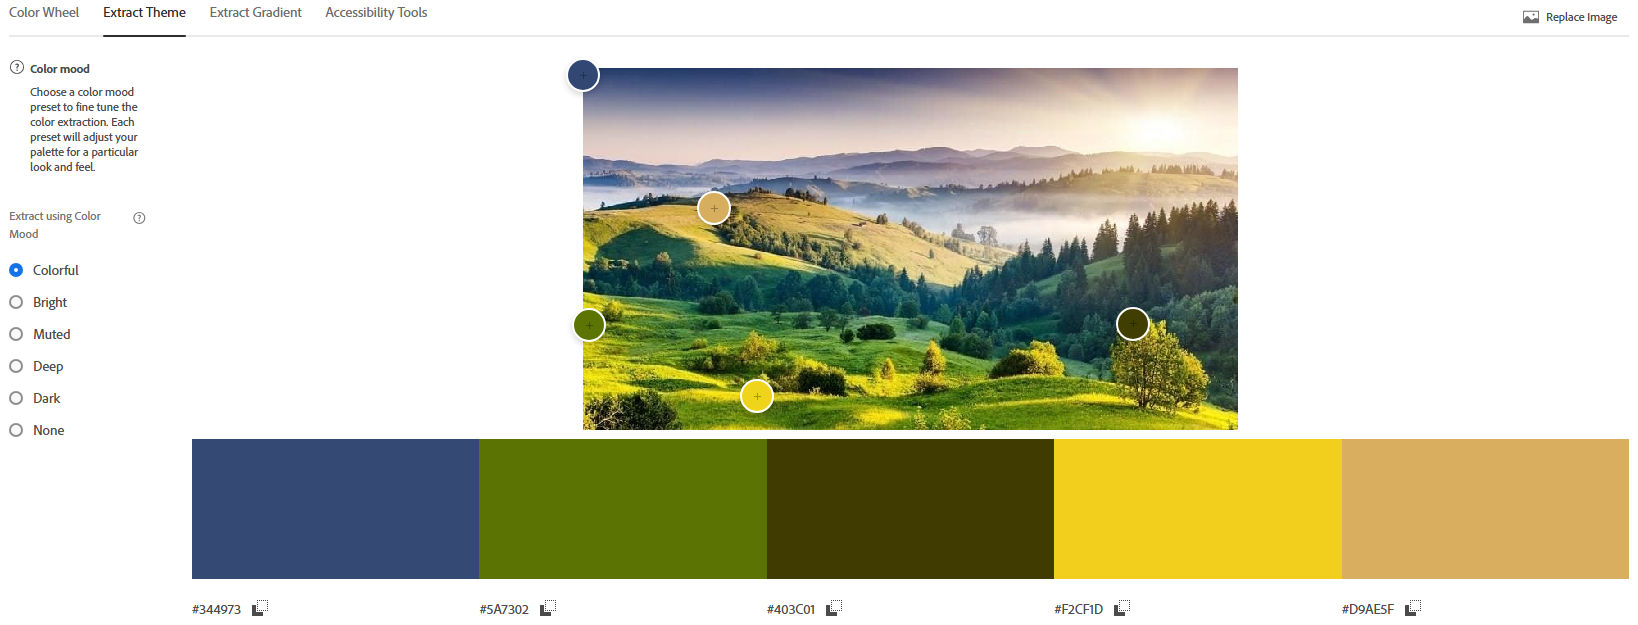 Color Wheel Extract Theme Extract Gradient Accessibility Tools
Replace Image
Color mood
Choose a color mood
preset to fine tune the
color extraction. Each
preset will adjust your
palette for a particular
look and feel.
Extract using Color
Mood
Colorful
Bright
Muted
Deep
Dark
None
#344973 #5A7302 #403C01 #F2CF1D #D9AE5F